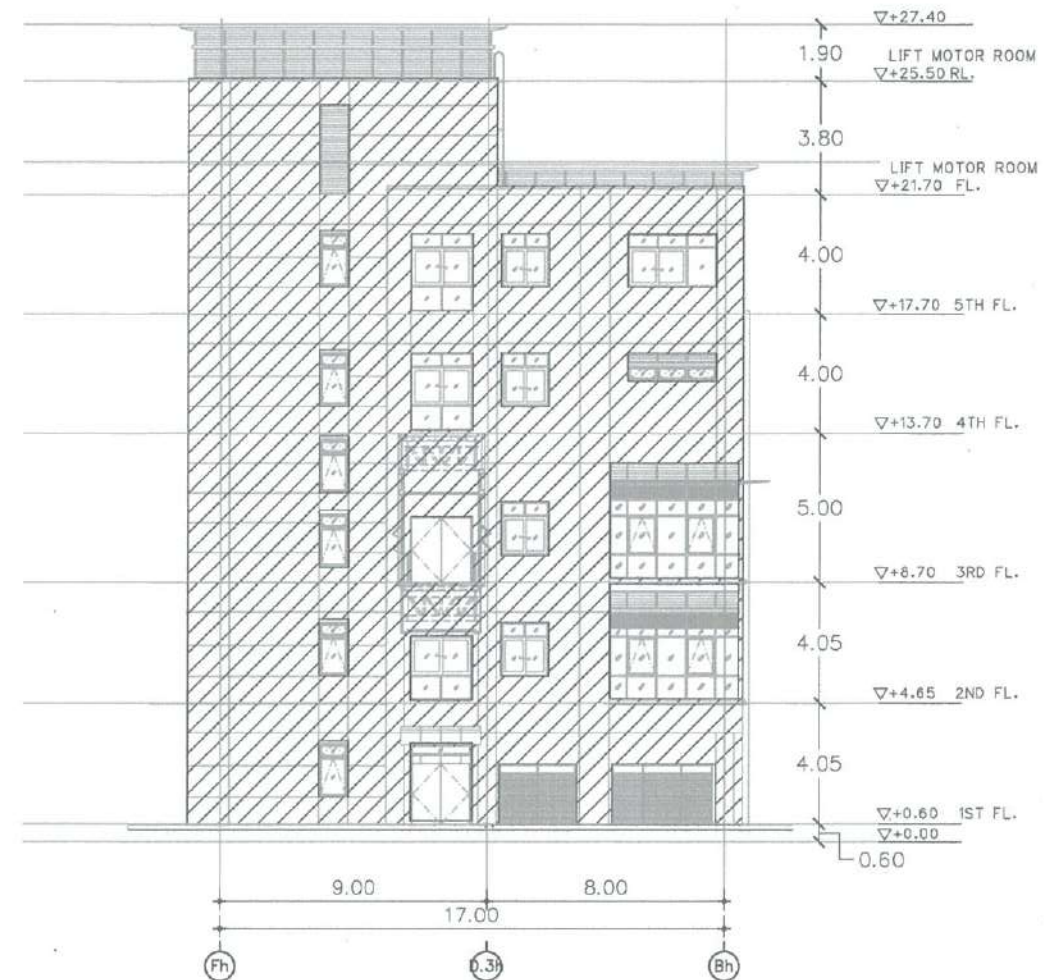 ▽+27.40
1.90
LIFT MOTOR ROOM
▽+25.50 RL.
3.80
LIFT MOTOR ROOM
▽+21.70 FL.
4.00
▽+17.70 5TH FL.
4.00
▽+13.70 4TH FL.
5.00
▽+8.70 3RD FL.
4.05
▽+4.65 2ND FL.
4.05
▽+0.60 1ST FL.
▽+0.00
0.60
9.00 8.00
17.00
Fh D.3h Bh